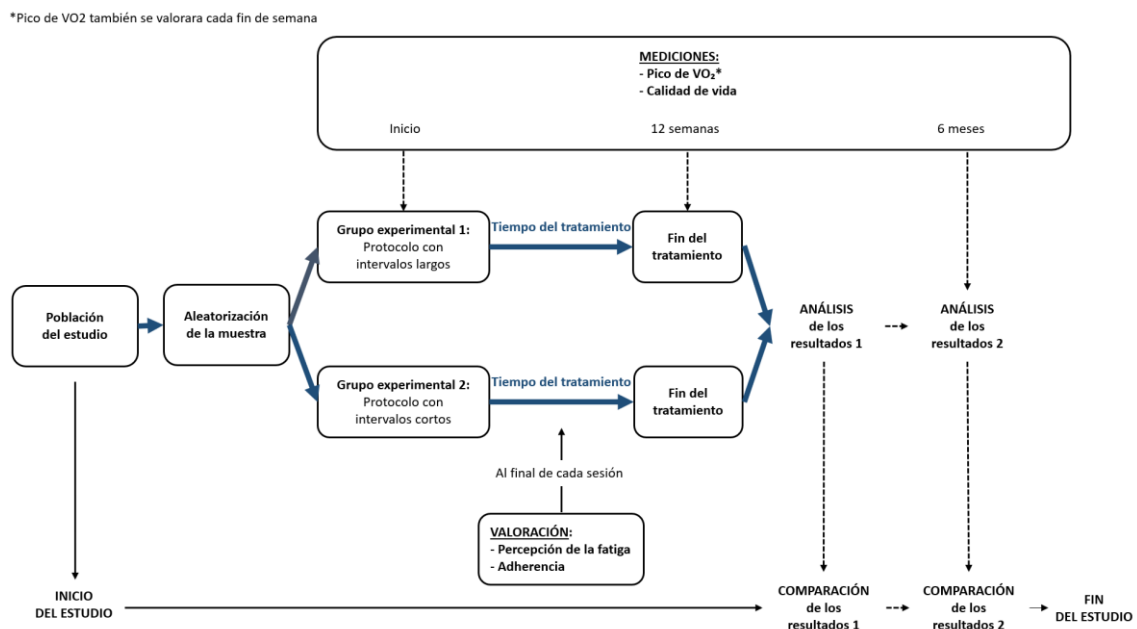 *Pico de VO2 también se valorara cada fin de semana
MEDICIONES:
- Pico de VO₂*
- Calidad de vida
Inicio
12 semanas
6 meses
Grupo experimental 1:
Protocolo con
intervalos largos
Tiempo del tratamiento
Fin del
tratamiento
Población
del estudio
Aleatorización
de la muestra
ANÁLISIS
de los
resultados 1
ANÁLISIS
de los
resultados 2
Grupo experimental 2:
Protocolo con
intervalos cortos
Tiempo del tratamiento
Fin del
tratamiento
Al final de cada sesión
VALORACIÓN:
- Percepción de la fatiga
- Adherencia
INICIO
DEL ESTUDIO
COMPARACIÓN
de los
resultados 1
COMPARACIÓN
de los
resultados 2
FIN
DEL ESTUDIO